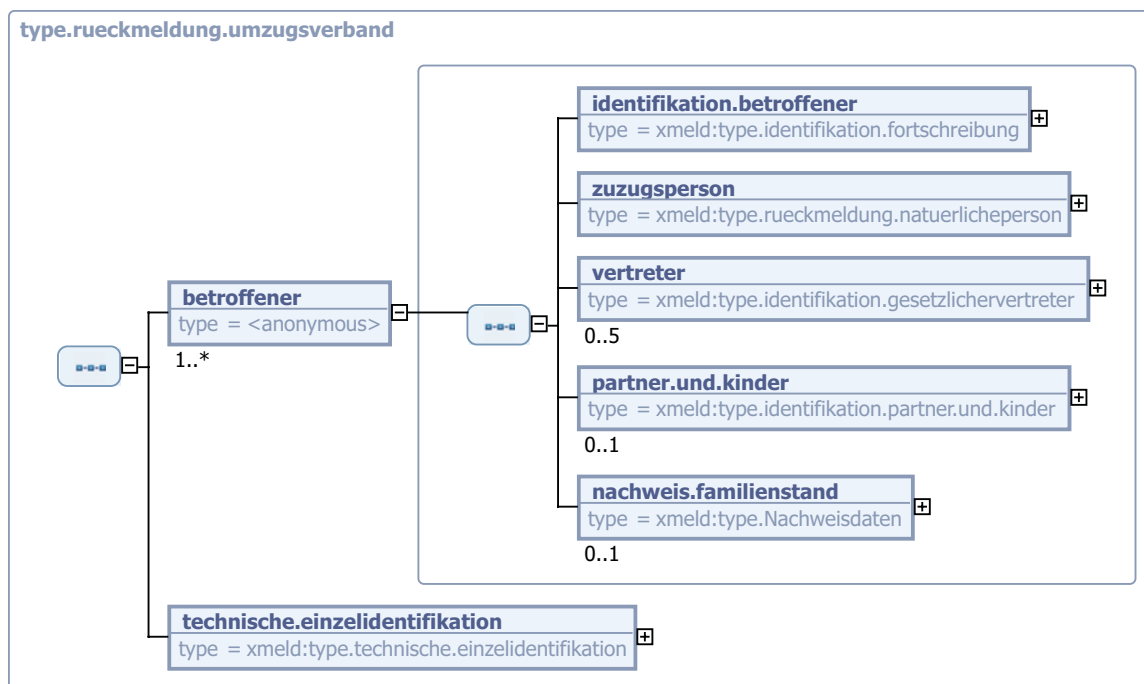 type.rueckmeldung.umzugsverband
identifikation.betroffener
type = xmeld:type.identifikation.fortschreibung
zuzugsperson
type = xmeld:type.rueckmeldung.natuerlicheperson
vertreter
type = xmeld:type.identifikation.gesetzlichervertreter
0..5
betroffener
type = <anonymous>
1..*
partner.und.kinder
type = xmeld:type.identifikation.partner.und.kinder
0..1
nachweis.familienstand
type = xmeld:type.Nachweisdaten
0..1
technische.einzelidentifikation
type = xmeld:type.technische.einzelidentifikation